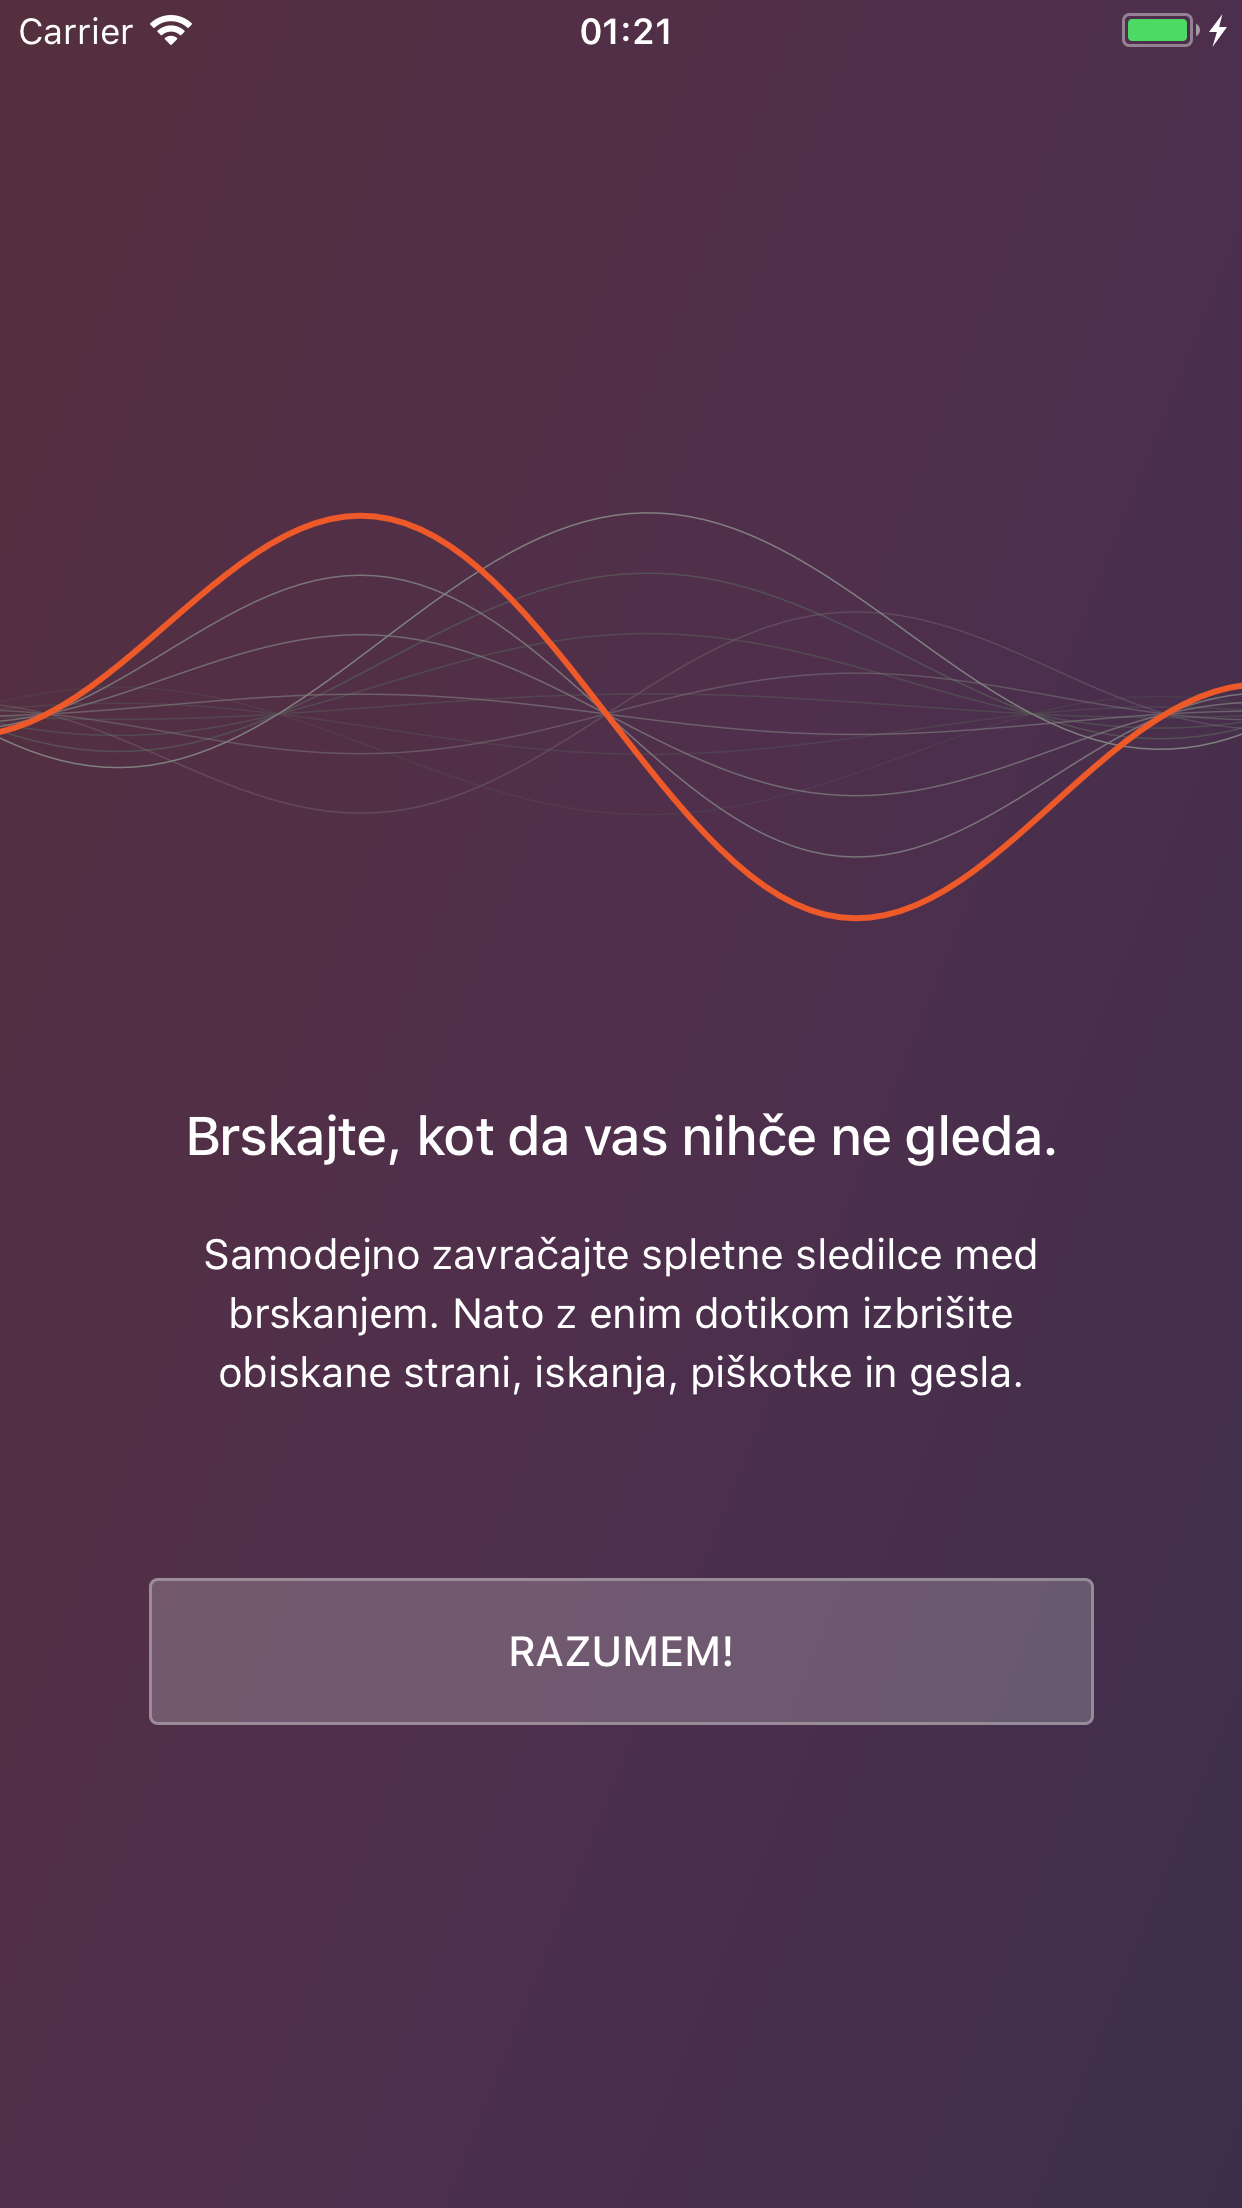 Carrier
01:21
Brskajte, kot da vas nihče ne gleda.
Samodejno zavračajte spletne sledilce med
brskanjem. Nato z enim dotikom izbrišite
obiskane strani, iskanja, piškotke in gesla.
RAZUMEM!